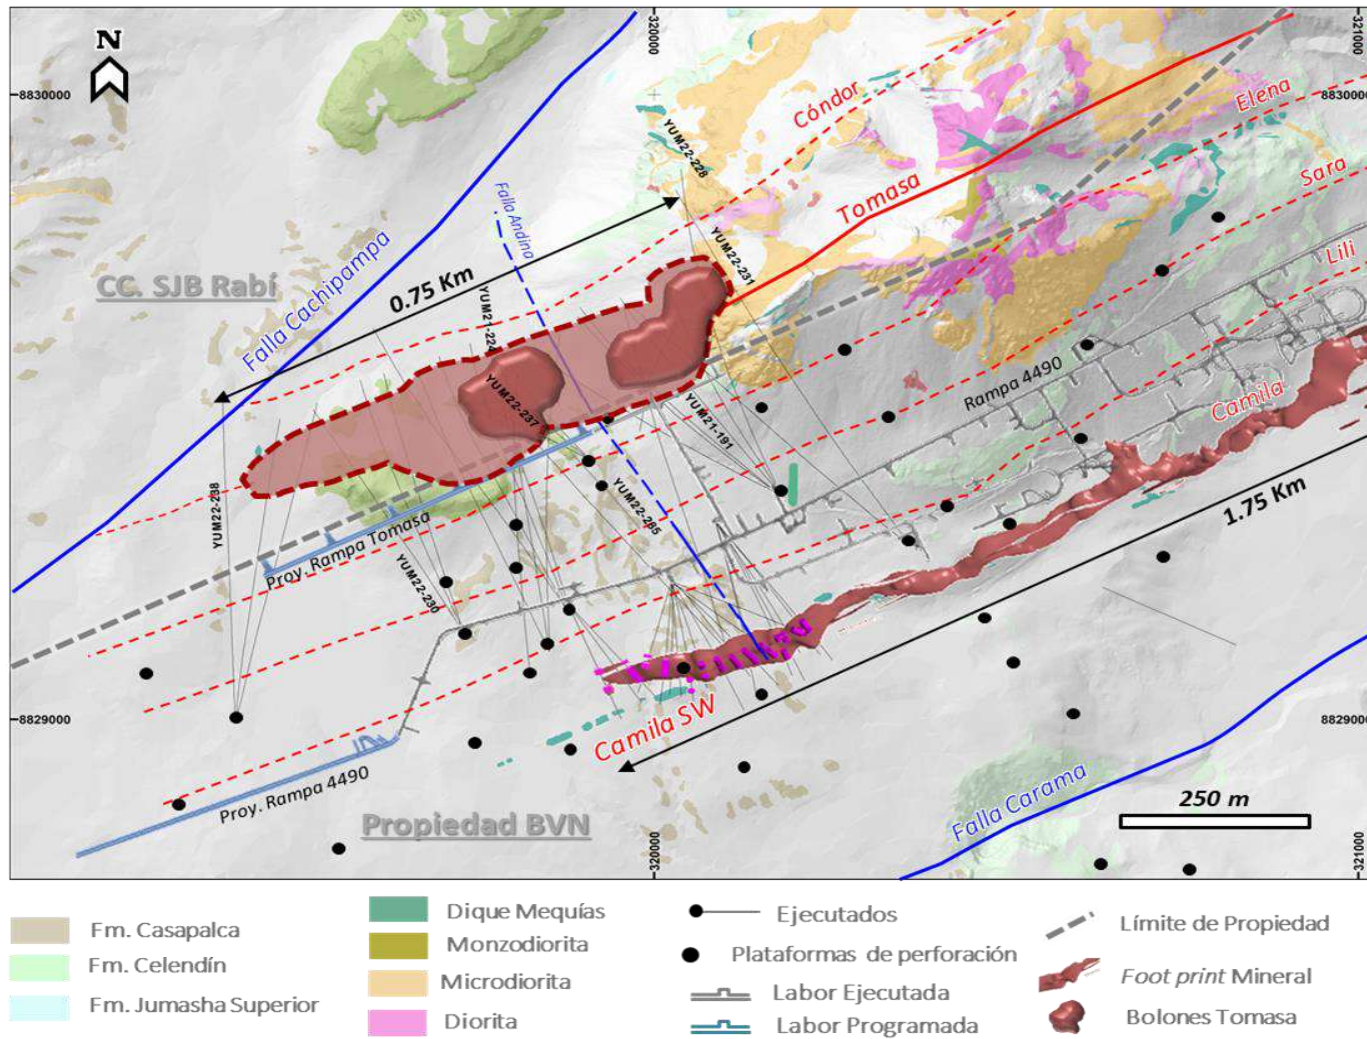 N
320000
321000
8830000
8830000
Cóndor
Elena
YUM22-228
Sara
Falla Andina
Tomasa
YUM22-231
CC. SJB Rabí
Falla Cachipampa
0.75 Km
Lili
YUM21-224
YUM22-237
Rampa 4490
YUM21-191
Camila
YUM22-238
YUM22-265
1.75 Km
Proy. Rampa Tomasa
YUM22-230
8829000
8829000
Camila SW
Proy. Rampa 4490
250 m
Falla Carama
Propiedad BVN
320000
321000
Fm. Casapalca
Fm. Celendín
Fm. Jumasha Superior
Dique Mequías
Monzodiorita
Microdiorita
Diorita
Ejecutados
Plataformas de perforación
Labor Ejecutada
Labor Programada
Límite de Propiedad
Foot print Mineral
Bolones Tomasa